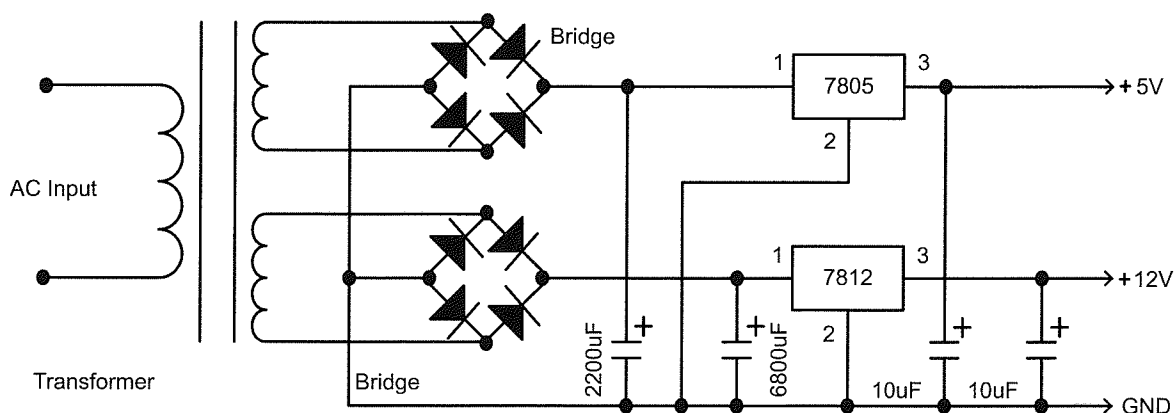 Bridge
1
7805
3
+5V
2
AC Input
1
7812
3
+12V
2200uF
+
+
6800uF
2
+
+
Transformer
Bridge
10uF
10uF
GND